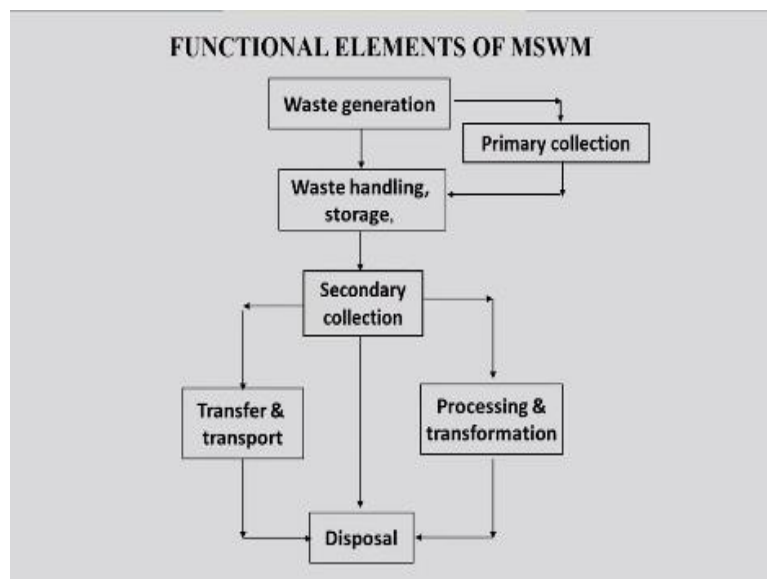 FUNCTIONAL ELEMENTS OF MSWM
Waste generation
Primary collection
Waste handling,
storage,
Secondary
collection
Transfer &
transport
Processing &
transformation
Disposal